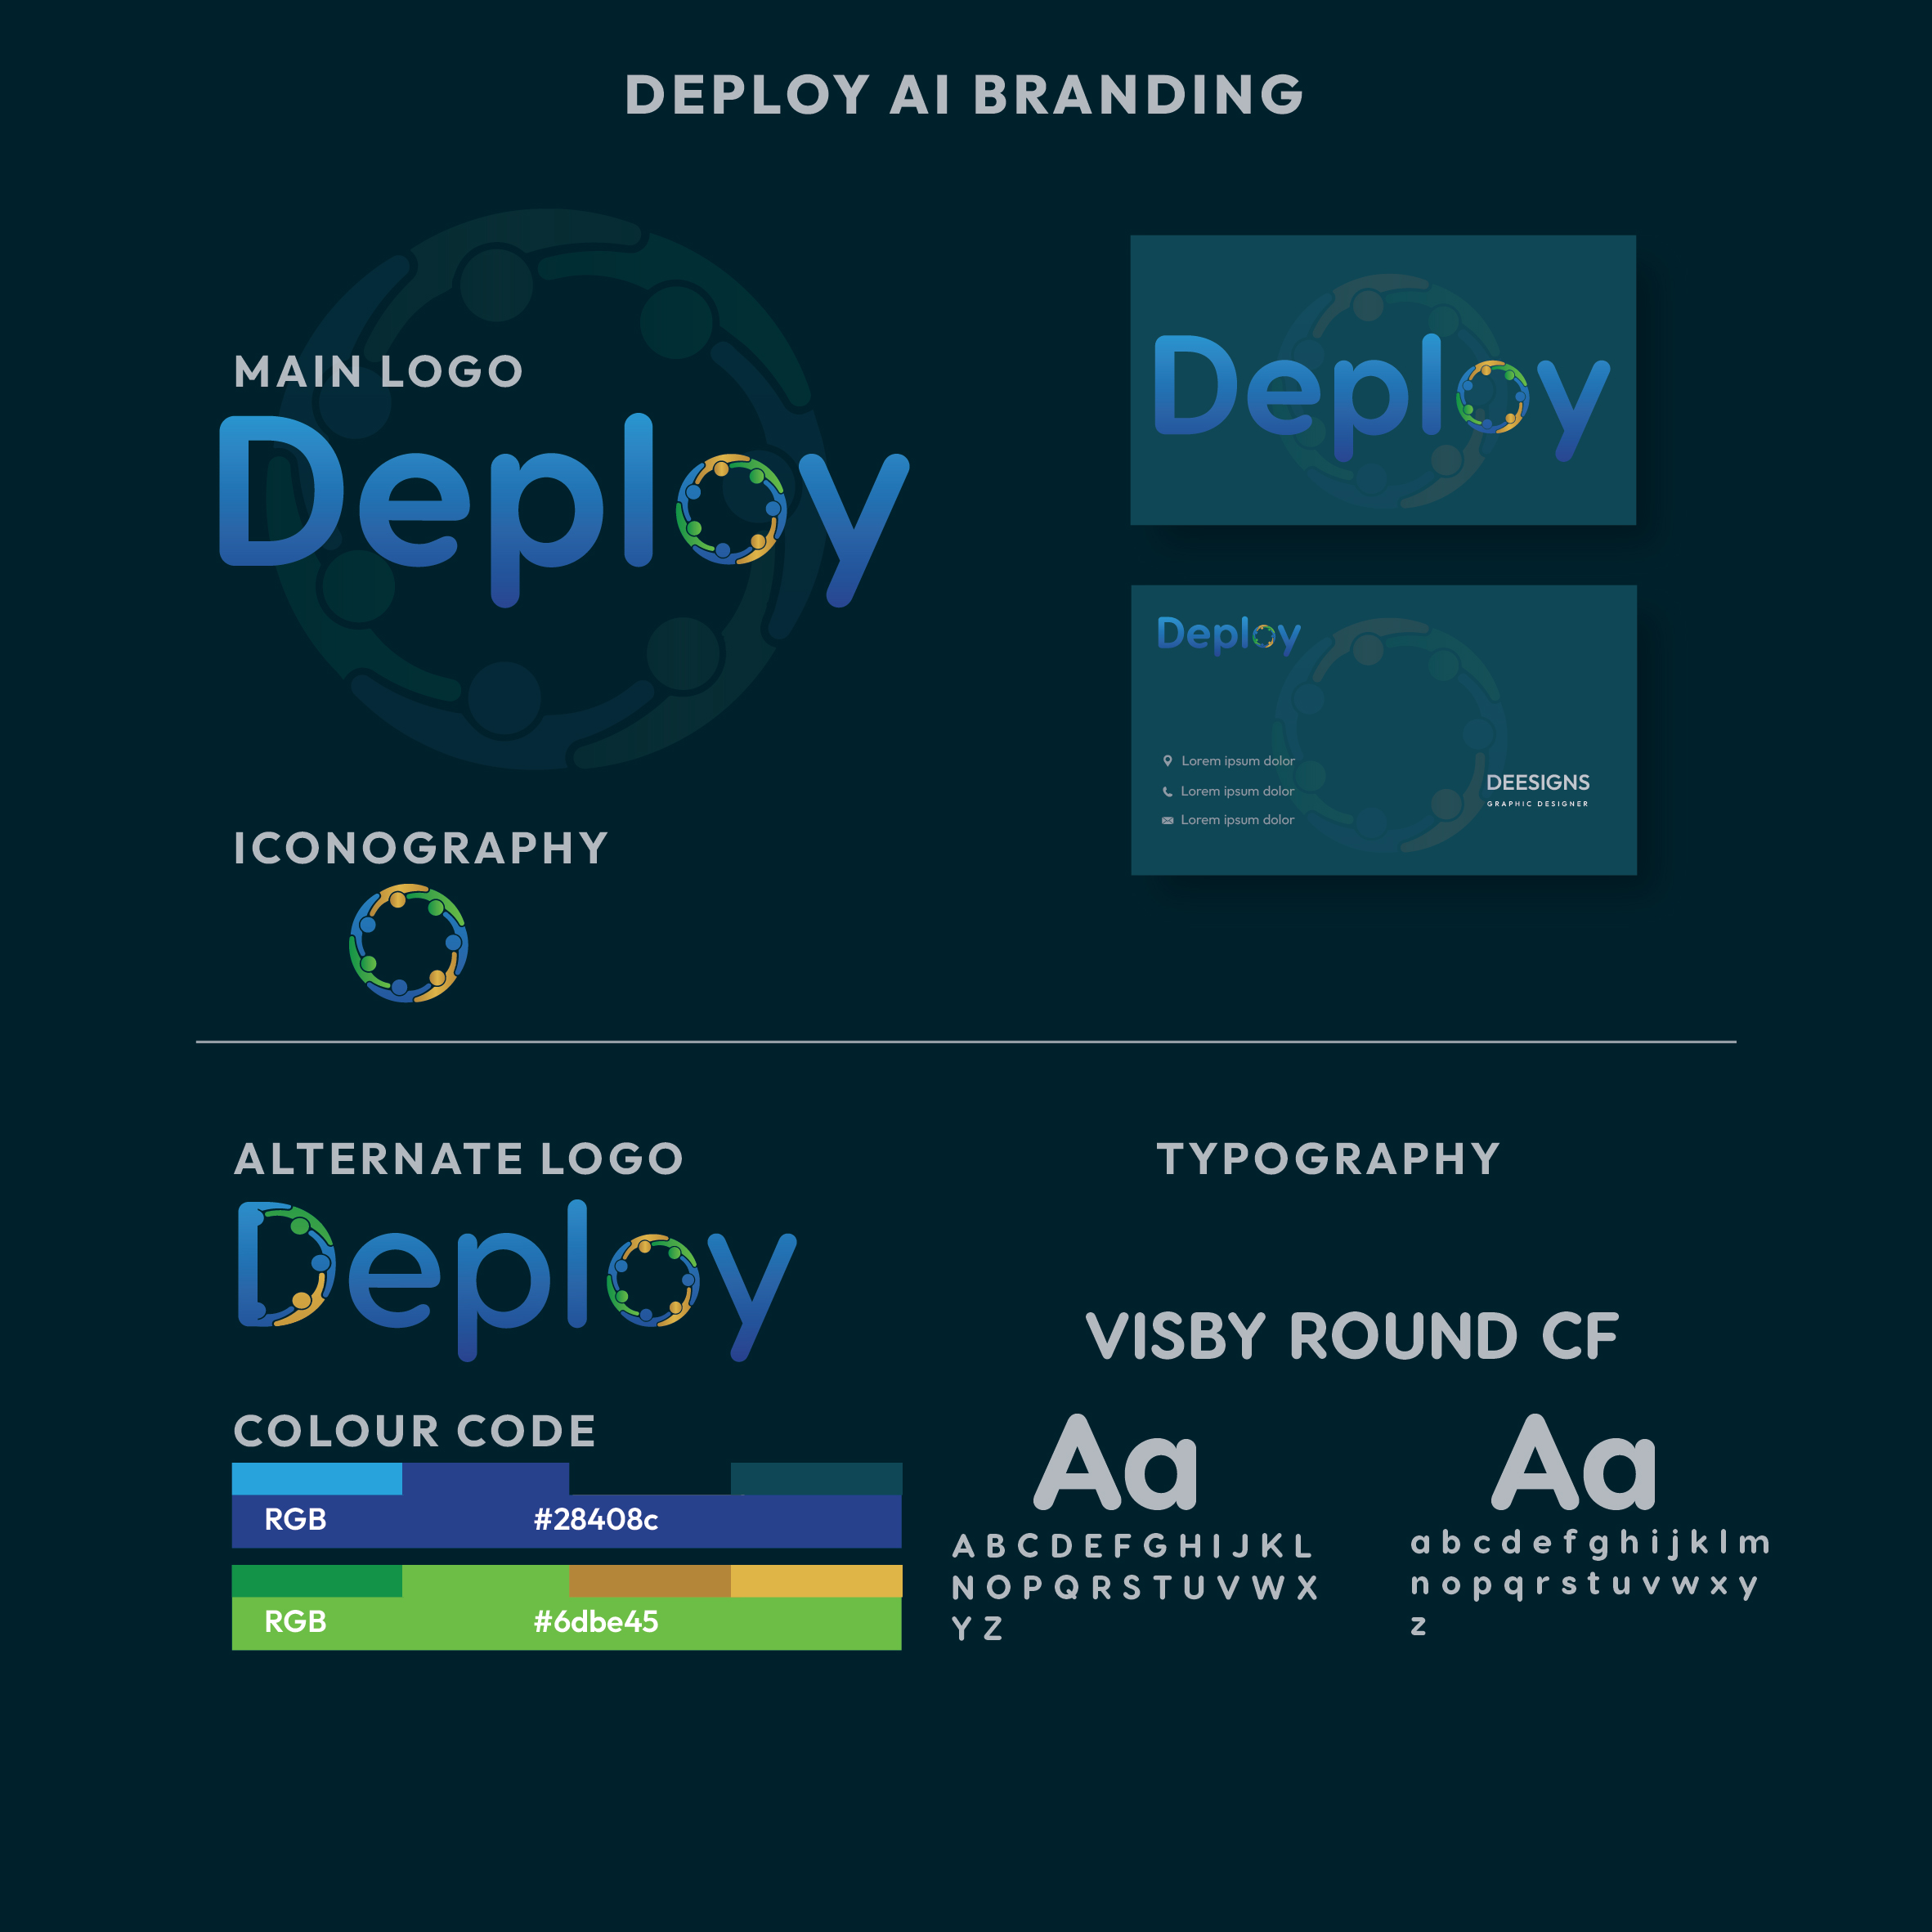 DEPLOY AI BRANDING
MAIN LOGO
Deploy
ICONOGRAPHY
Deploy
Deploy
Lorem ipsum dolor
Lorem ipsum dolor
Lorem ipsum dolor
DEESIGNS
GRAPHIC DESIGNER
ALTERNATE LOGO
Deploy
COLOUR CODE
RGB #28408c
RGB #6dbe45
TYPOGRAPHY
VISBY ROUND CF
Aa
A B C D E F G H I J K L
N O P Q R S T U V W X
Y Z
Aa
a b c d e f g h i j k l m
n o p q r s t u v w x y
z